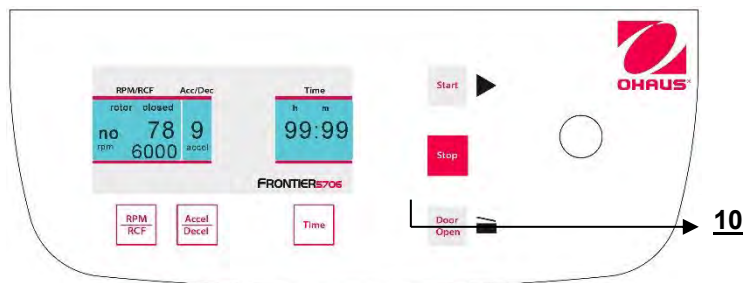 RPM/RCF Acc/Dec
rotor closed
no 78 9
rpm 6000 accel
Time
h m
99:99
FRONTIER5706
RPM
RCF
Accel
Decel
Time
Start
Stop
Door
Open
OHAUS®
10